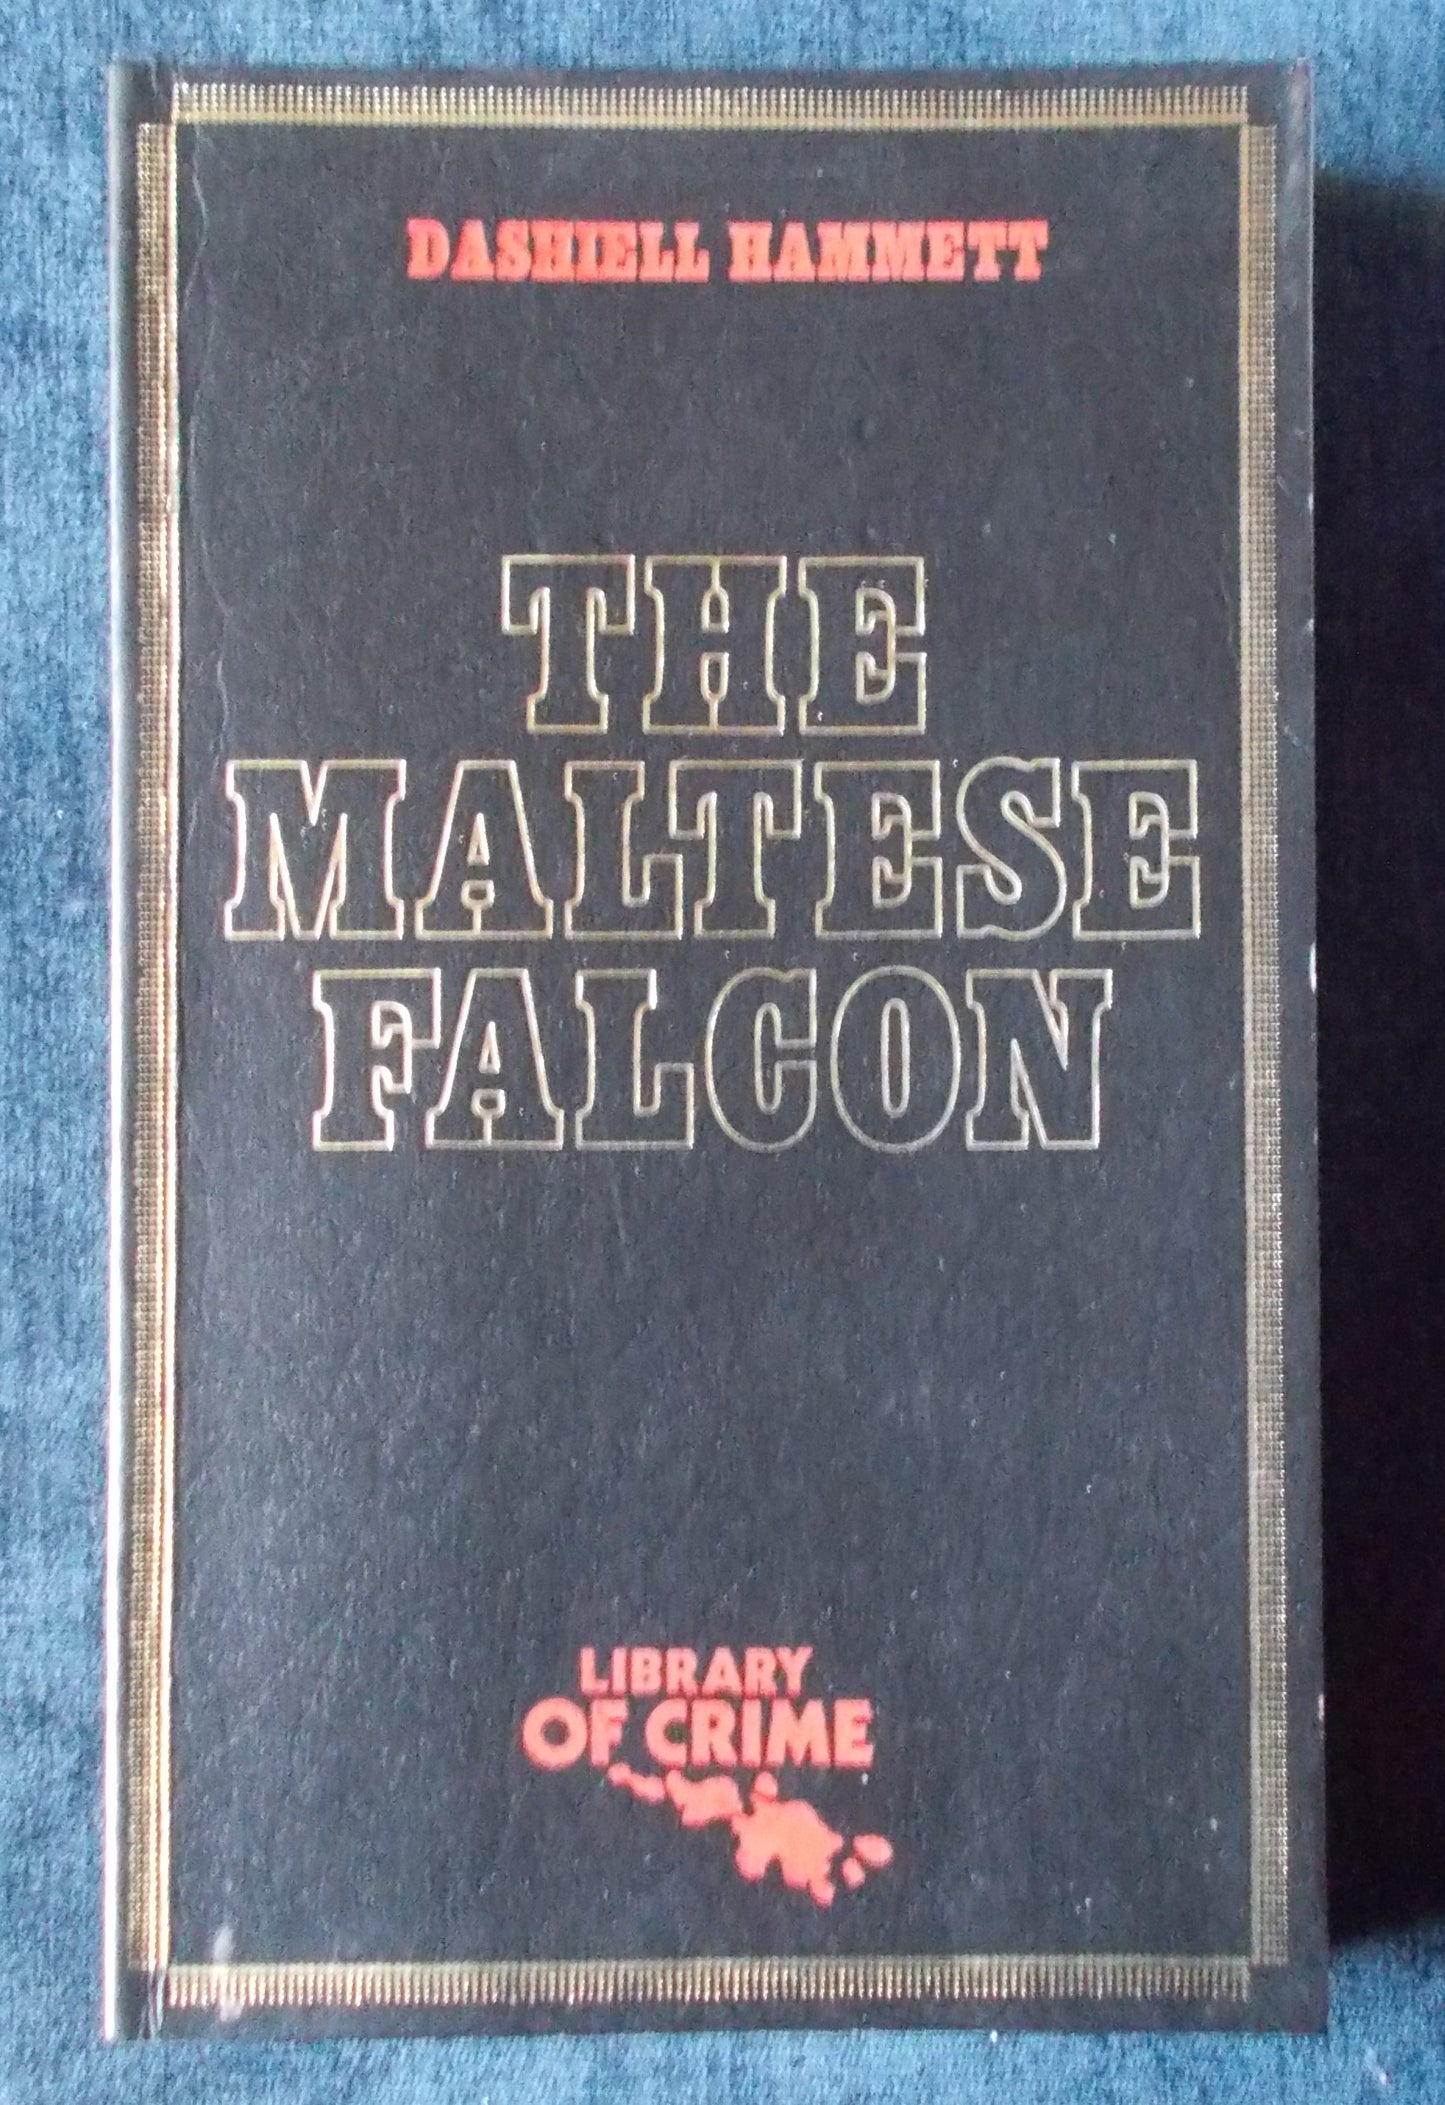 DASHIELL HAMMETT
THE
MALTESE
FALCON
LIBRARY
OF CRIME